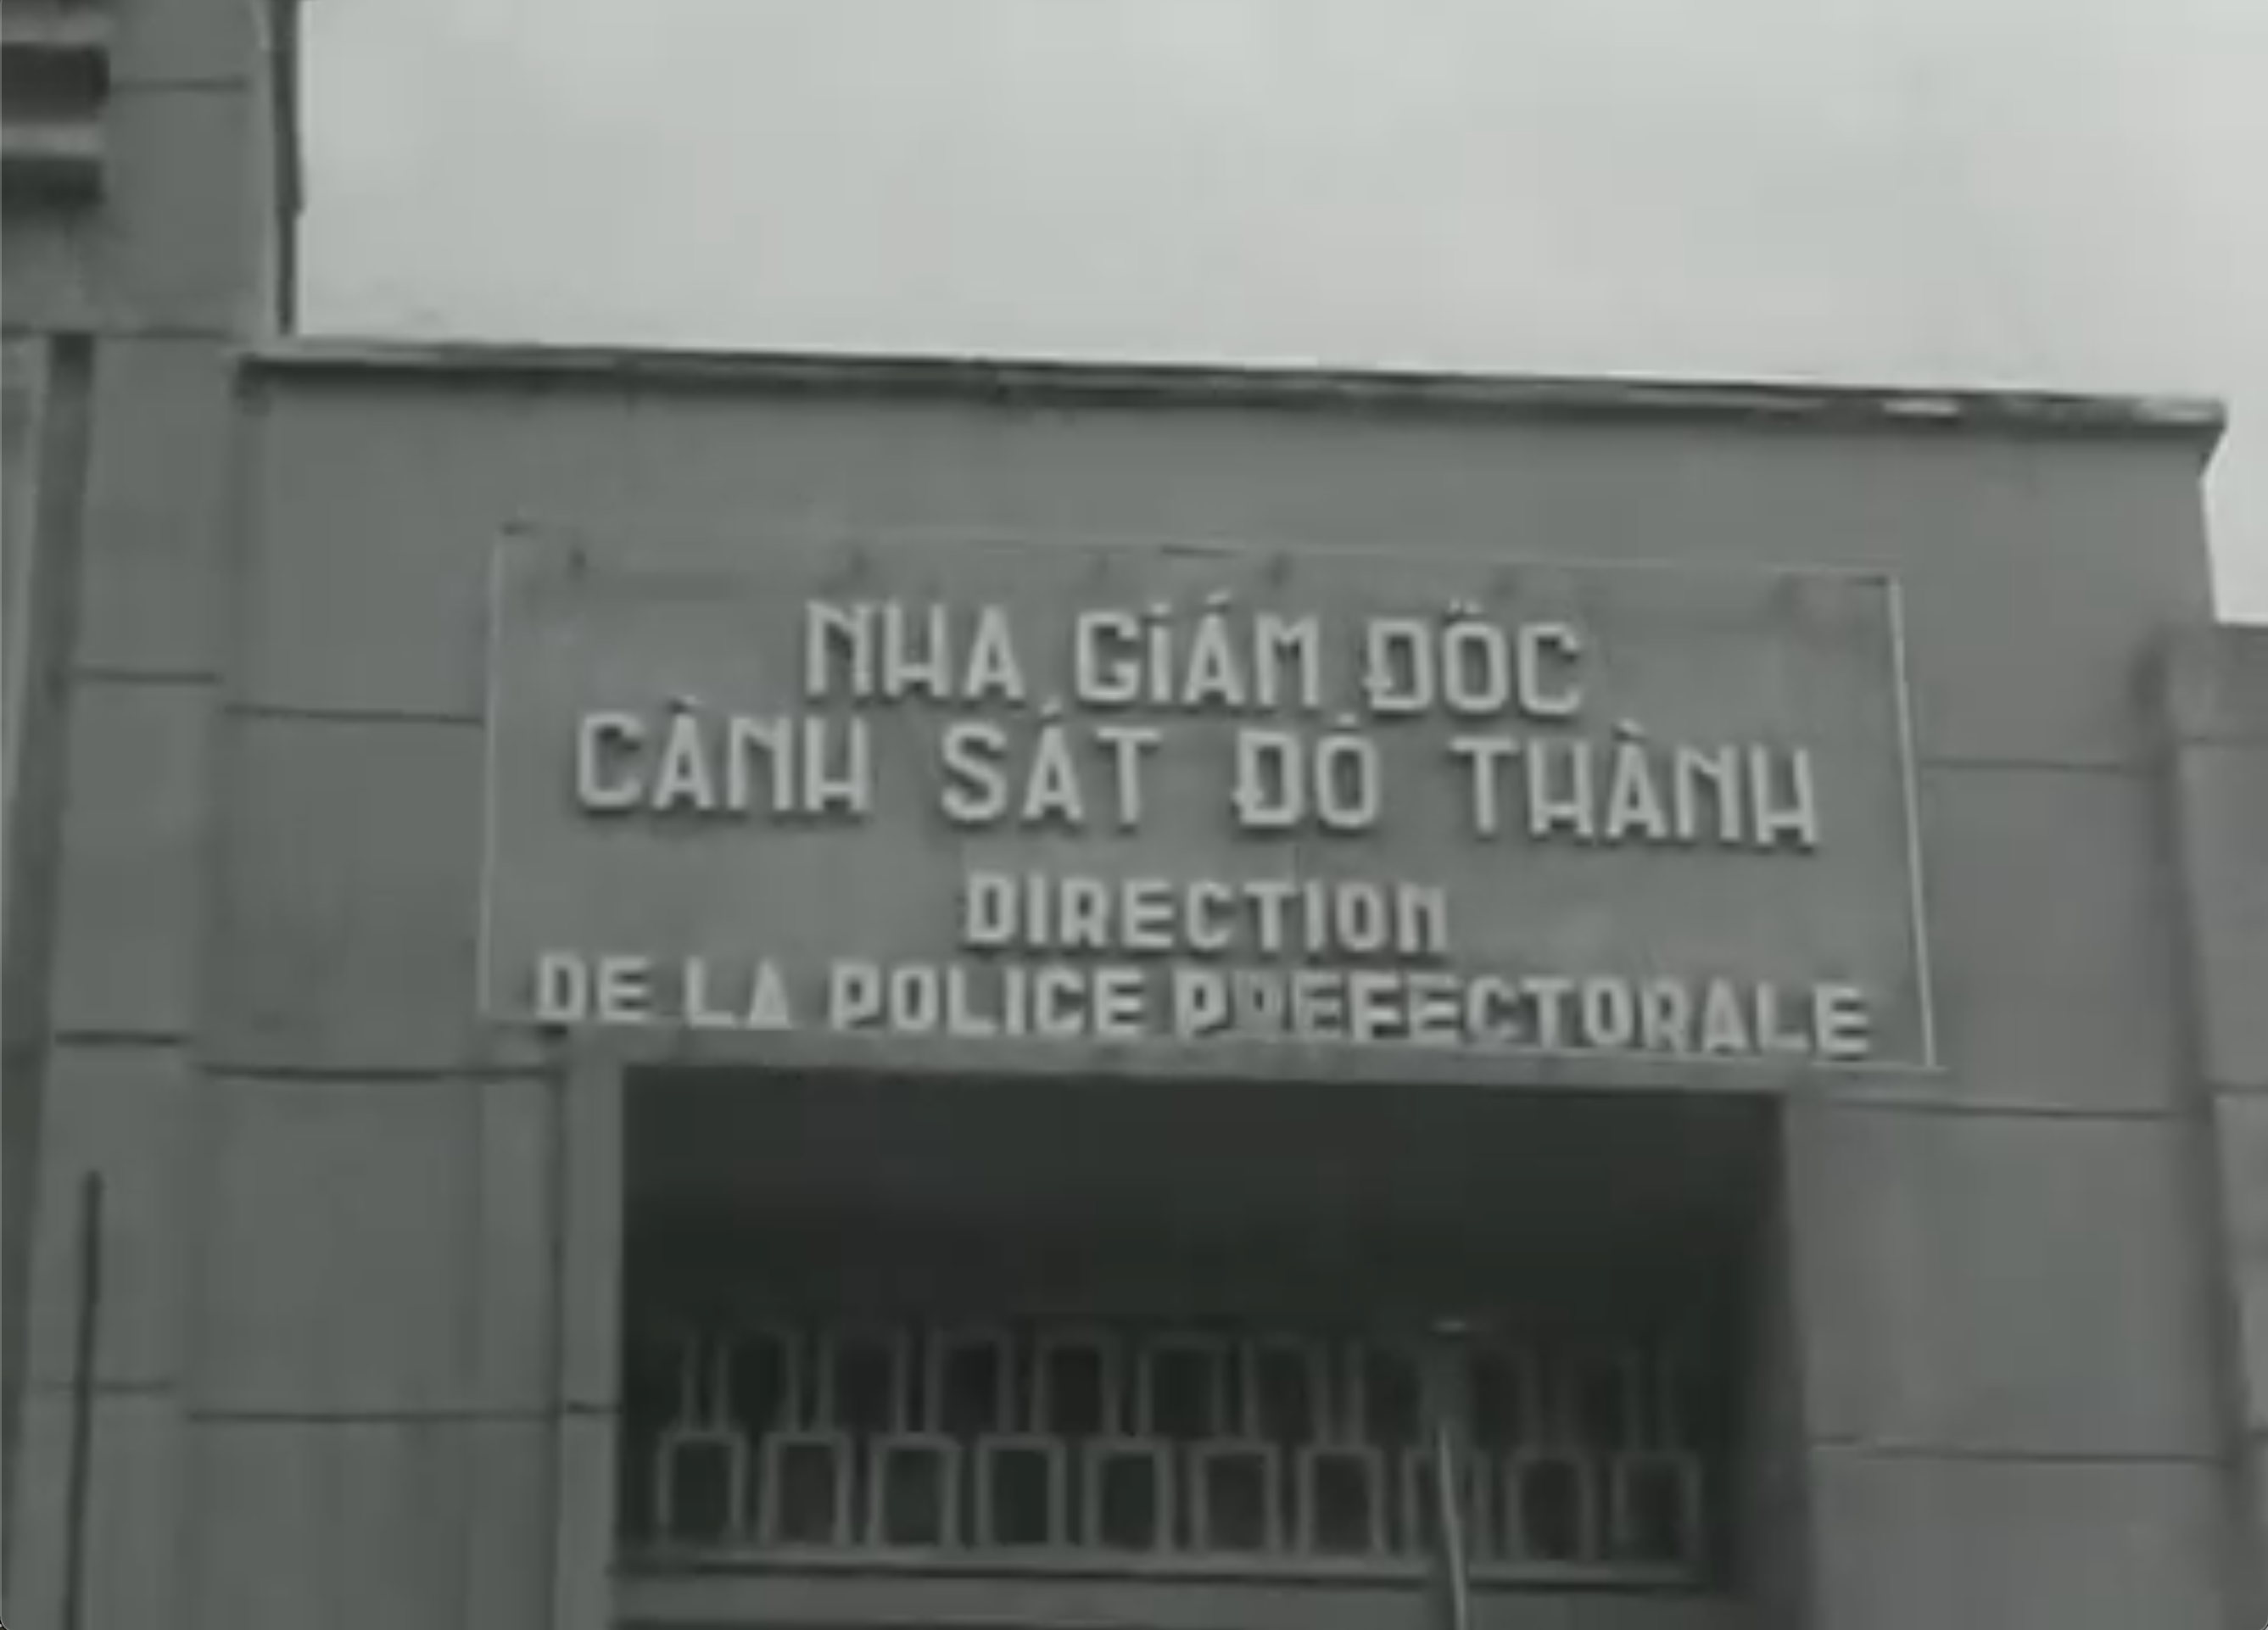 NHA GIÁM ĐỐC
CẢNH SÁT ĐÔ THÀNH
DIRECTION
DE LA POLICE PREFECTORALE